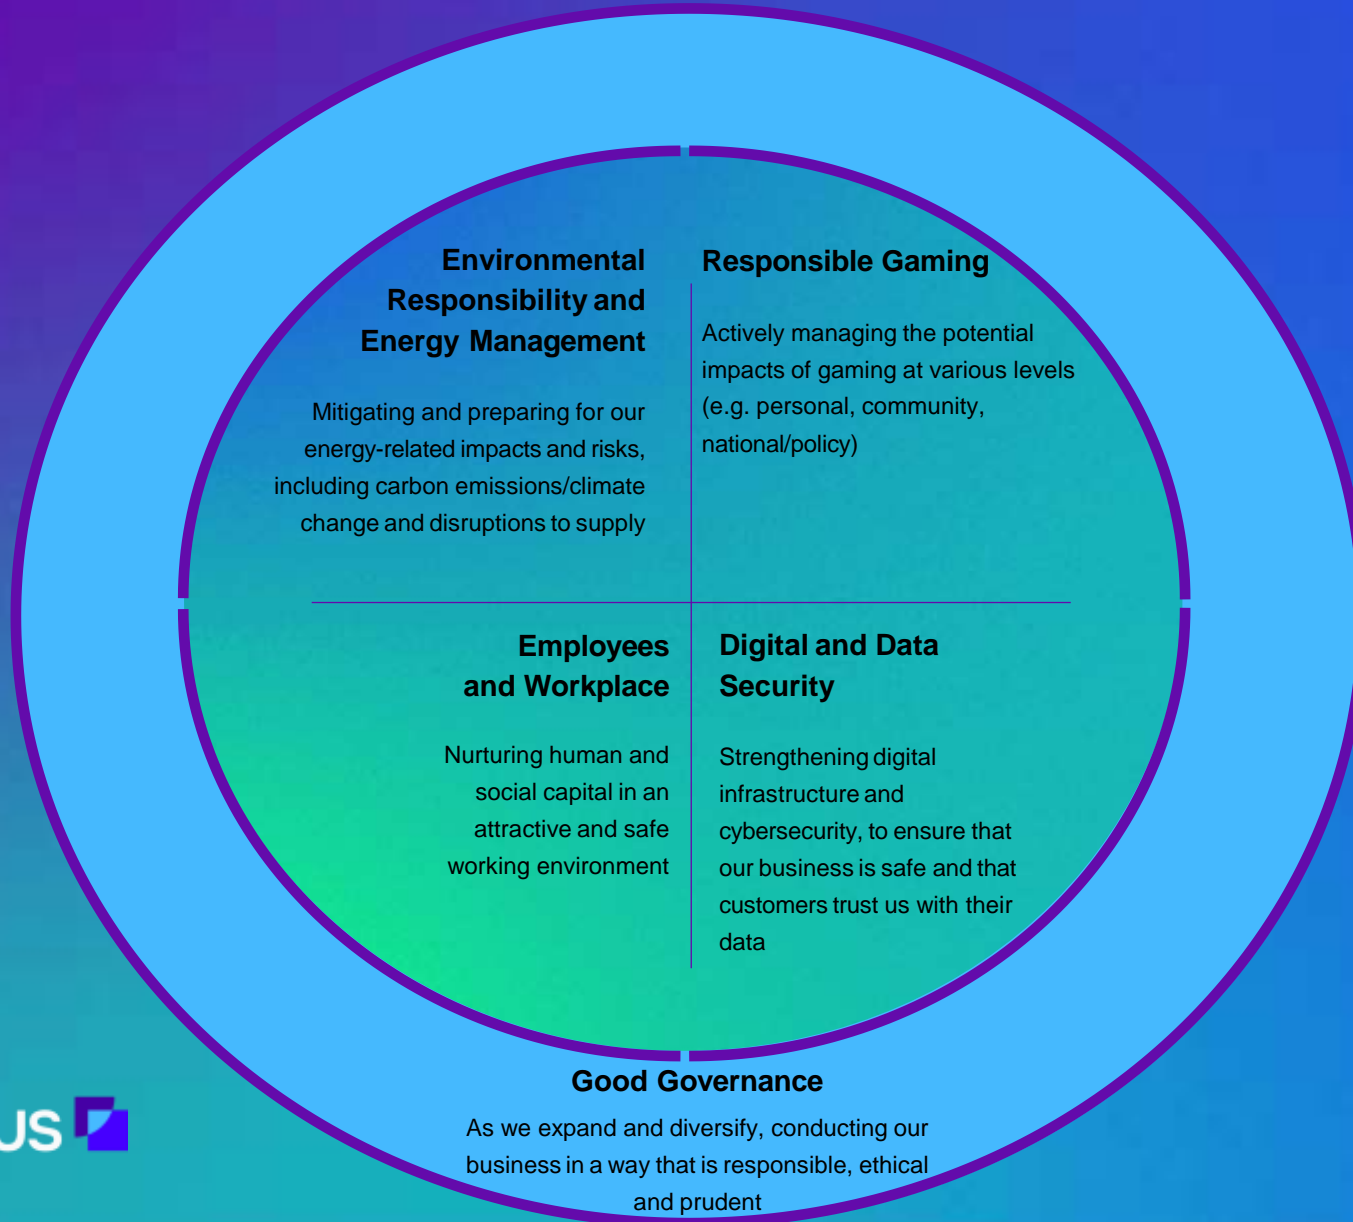 Environmental
Responsibility and
Energy Management
Mitigating and preparing for our
energy-related impacts and risks,
including carbon emissions/climate
change and disruptions to supply
Responsible Gaming
Actively managing the potential
impacts of gaming at various levels
(e.g. personal, community,
national/policy)
Employees
and Workplace
Nurturing human and
social capital in an
attractive and safe
working environment
Digital and Data
Security
Strengthening digital
infrastructure and
cybersecurity, to ensure that
our business is safe and that
customers trust us with their
data
Good Governance
As we expand and diversify, conducting our
business in a way that is responsible, ethical
and prudent
US